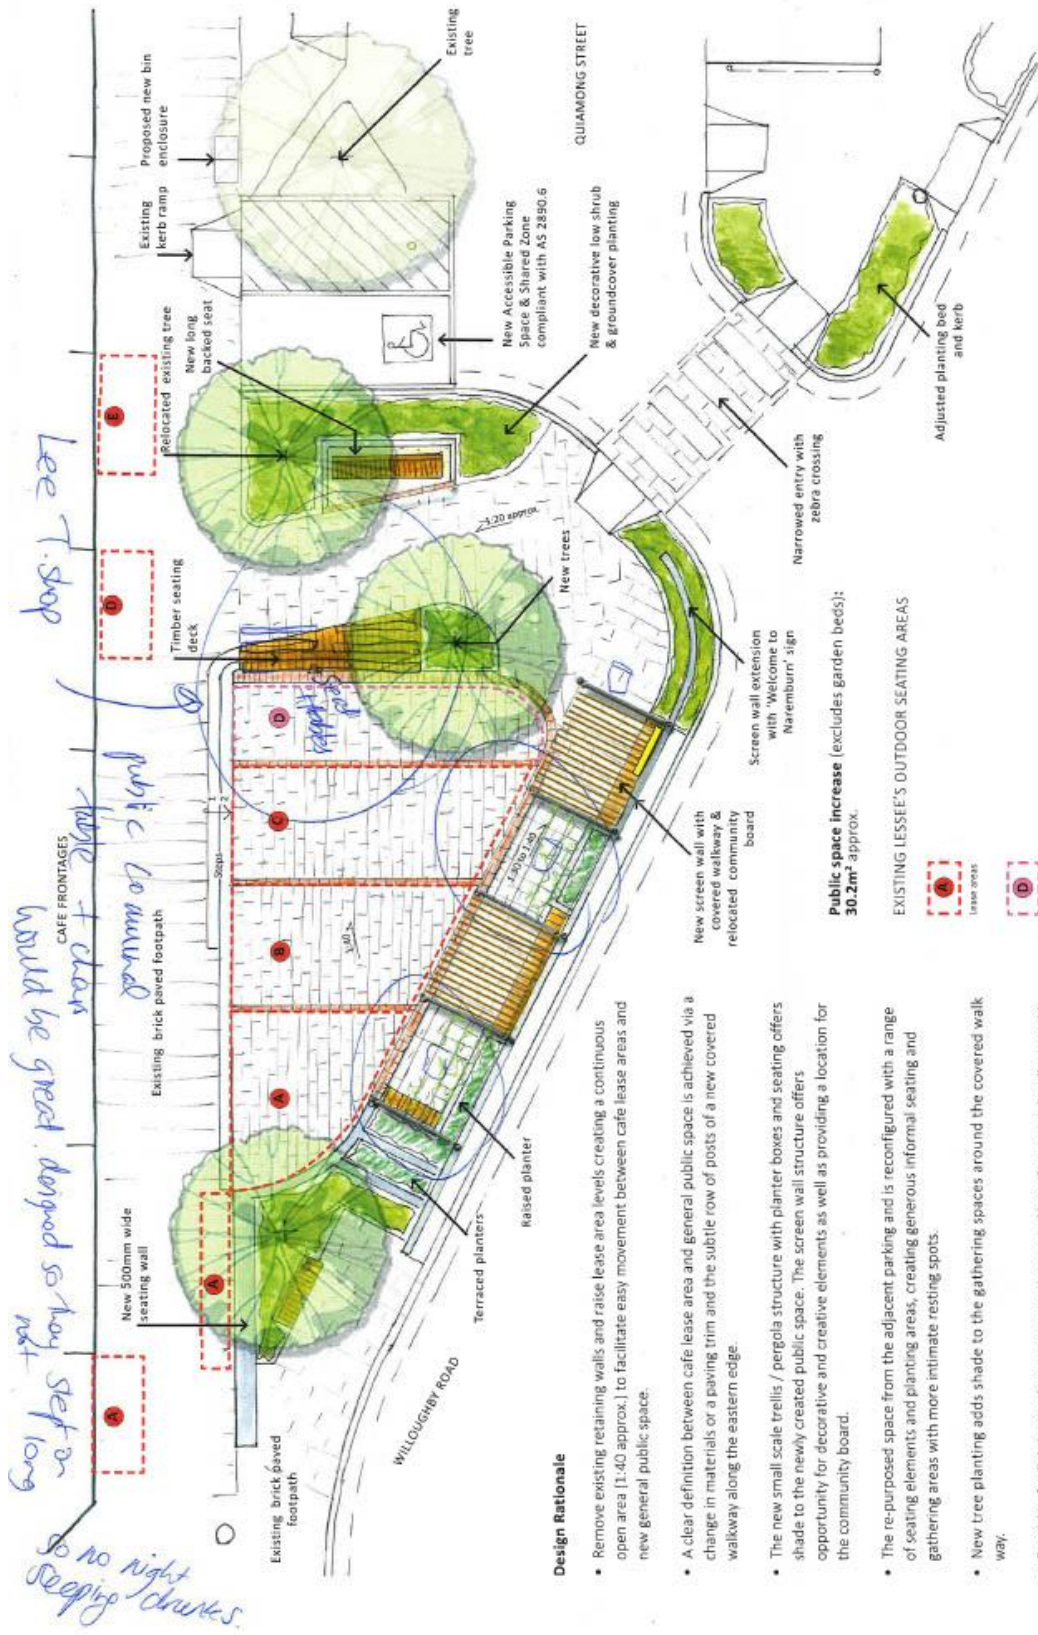 Lee T. Shop
public council
table + chairs
would be great.
so no night
sleeping drunks.
CAFE FRONTAGES
Existing brick paved footpath
New 500mm wide
seating wall
Existing brick paved
footpath
Steps
1
2
Timber seating
deck
Relocated existing tree
New long
backed seat
Existing
kerb ramp
Proposed new bin
enclosure
Existing
tree
QUIAMONG STREET
New Accessible Parking
Space & Shared Zone
compliant with AS 2890.6
New decorative low shrub
& groundcover planting
1:20 approx.
New trees
A
A
A
B
C
D
D
E
1:40
1:30 to 1:40
Terraced planters
Raised planter
WILLOUGHBY ROAD
New screen wall with
covered walkway &
relocated community
board
Screen wall extension
with 'Welcome to
Naremburn' sign
Narrowed entry with
zebra crossing
Adjusted planting bed
and kerb
Design Rationale
• Remove existing retaining walls and raise lease area levels creating a continuous
open area [1:40 approx.] to facilitate easy movement between cafe lease areas and
new general public space.
• A clear definition between cafe lease area and general public space is achieved via a
change in materials or a paving trim and the subtle row of posts of a new covered
walkway along the eastern edge.
• The new small scale trellis / pergola structure with planter boxes and seating offers
shade to the newly created public space. The screen wall structure offers
opportunity for decorative and creative elements as well as providing a location for
the community board.
• The re-purposed space from the adjacent parking and is reconfigured with a range
of seating elements and planting areas, creating generous informal seating and
gathering areas with more intimate resting spots.
• New tree planting adds shade to the gathering spaces around the covered walk
way.
Public space increase (excludes garden beds):
30.2m² approx.
EXISTING LESSEE'S OUTDOOR SEATING AREAS
A
Lease areas
D